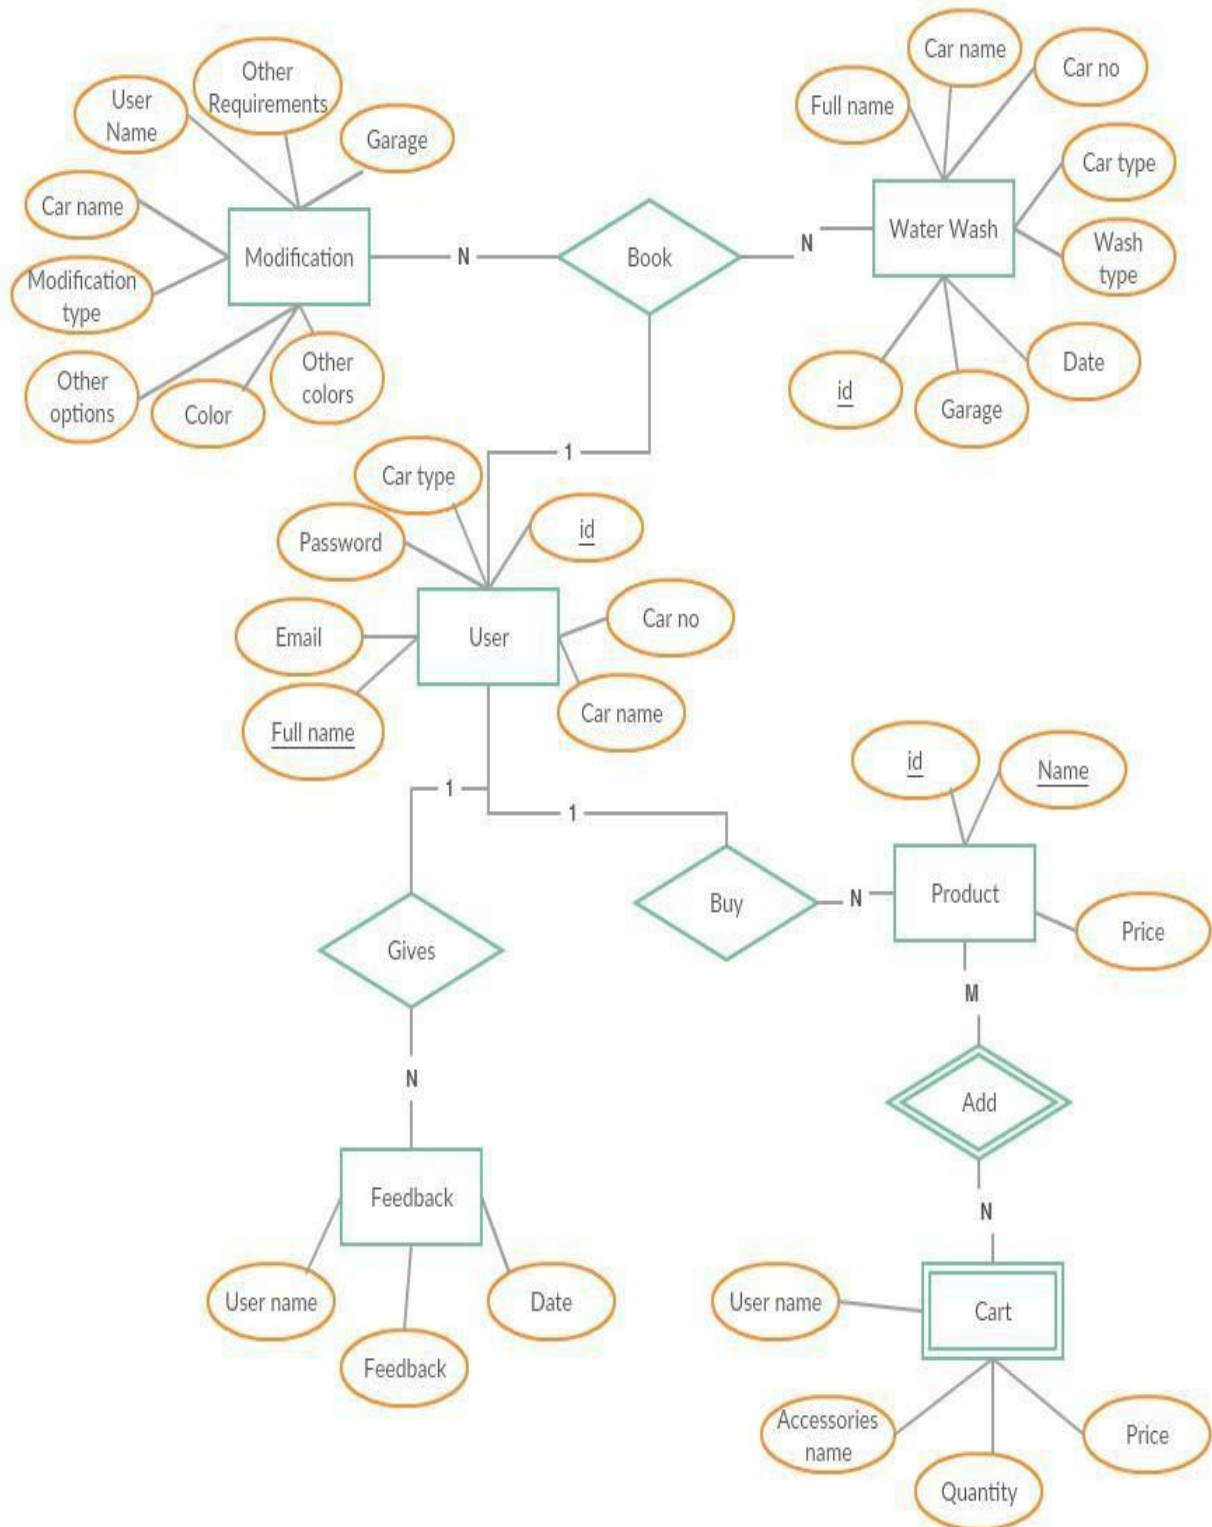 Car name
Other
Requirements
Car no
User
Name
Full name
Garage
Car type
Car name
Water Wash
Modification
N
Book
N
Wash
type
Modification
type
Other
options
Color
Other
colors
id
Garage
Date
1
Car type
id
Password
Car no
Email
User
Full name
Car name
id
Name
1
1
Buy
N
Product
Price
Gives
M
N
Add
Feedback
N
User name
Date
Feedback
User name
Cart
Accessories
name
Quantity
Price